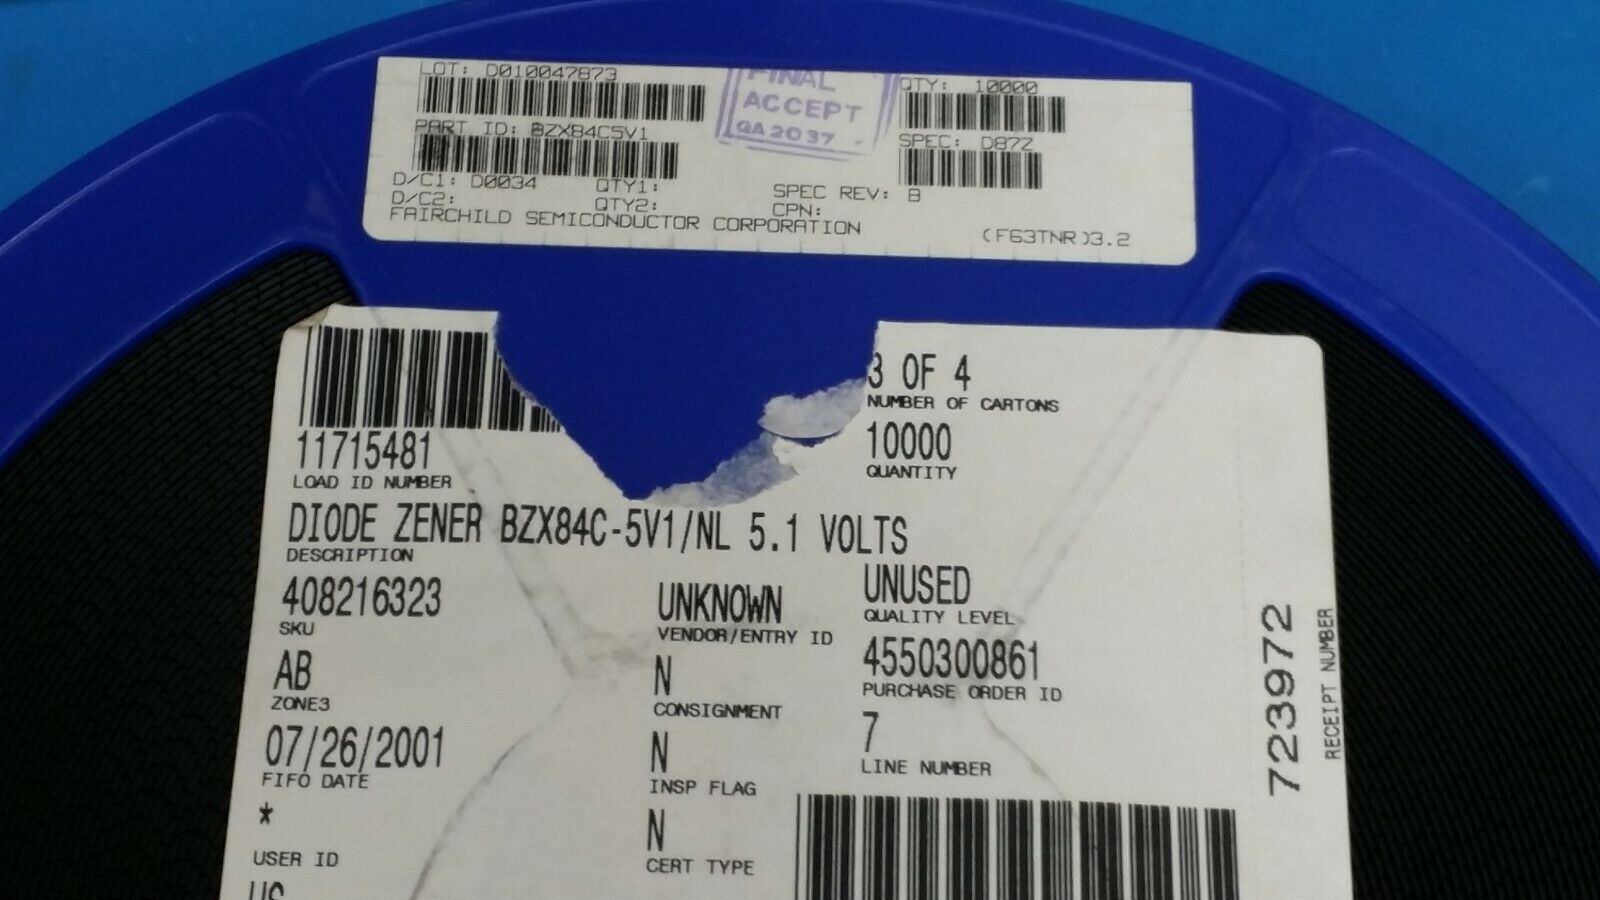 LOT: D010047873
FINAL
ACCEPT
QA 2037
QTY: 10000
PART ID: BZX84C5V1
SPEC: D87Z
D/C1: D0034 QTY1: SPEC REV: B
D/C2: QTY2: CPN:
FAIRCHILD SEMICONDUCTOR CORPORATION (F63TNR)3.2
3 OF 4
NUMBER OF CARTONS
11715481
LOAD ID NUMBER
10000
QUANTITY
DIODE ZENER BZX84C-5V1/NL 5.1 VOLTS
DESCRIPTION
408216323
SKU
UNKNOWN
VENDOR/ENTRY ID
UNUSED
QUALITY LEVEL
AB
ZONE3
N
CONSIGNMENT
4550300861
PURCHASE ORDER ID
07/26/2001
FIFO DATE
N
INSP FLAG
7
LINE NUMBER
*
USER ID
N
CERT TYPE
US
723972
RECEIPT NUMBER